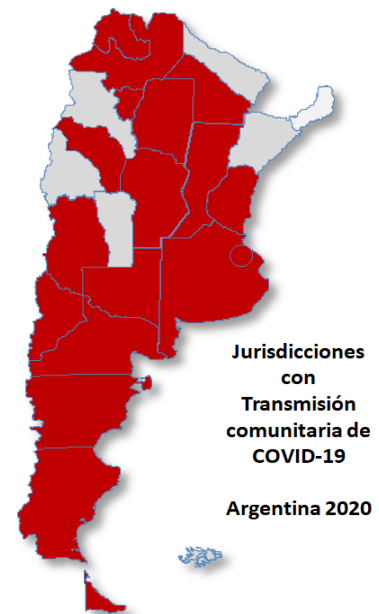 Jurisdicciones
con
Transmisión
comunitaria de
COVID-19
Argentina 2020